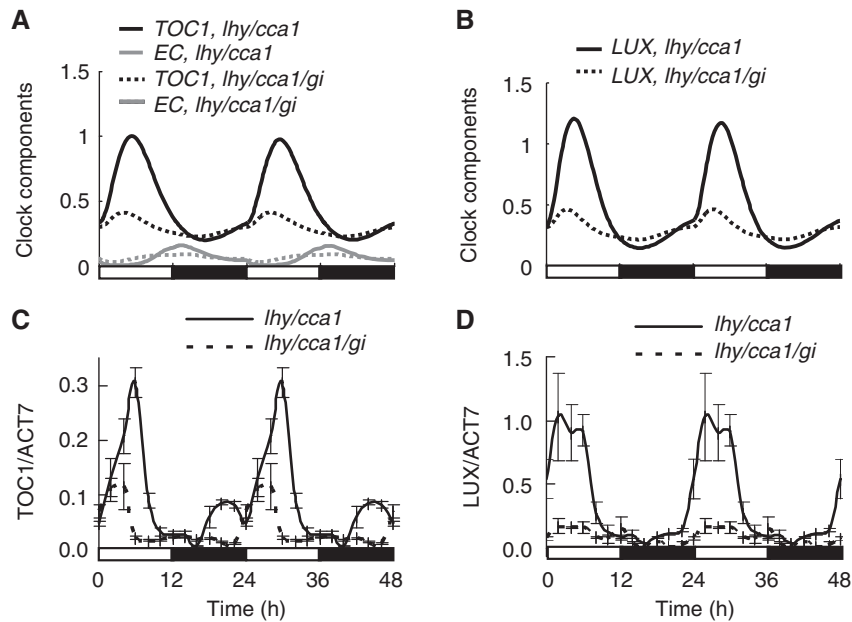 A
TOC1, lhy/cca1
EC, lhy/cca1
TOC1, lhy/cca1/gi
EC, lhy/cca1/gi
Clock components
1.5
1
0.5
0
B
LUX, lhy/cca1
LUX, lhy/cca1/gi
Clock components
1.5
1
0.5
0
C
lhy/cca1
lhy/cca1/gi
TOC1/ACT7
0.3
0.2
0.1
0.0
0 12 24 36 48
Time (h)
D
lhy/cca1
lhy/cca1/gi
LUX/ACT7
1.5
1.0
0.5
0.0
0 12 24 36 48
Time (h)